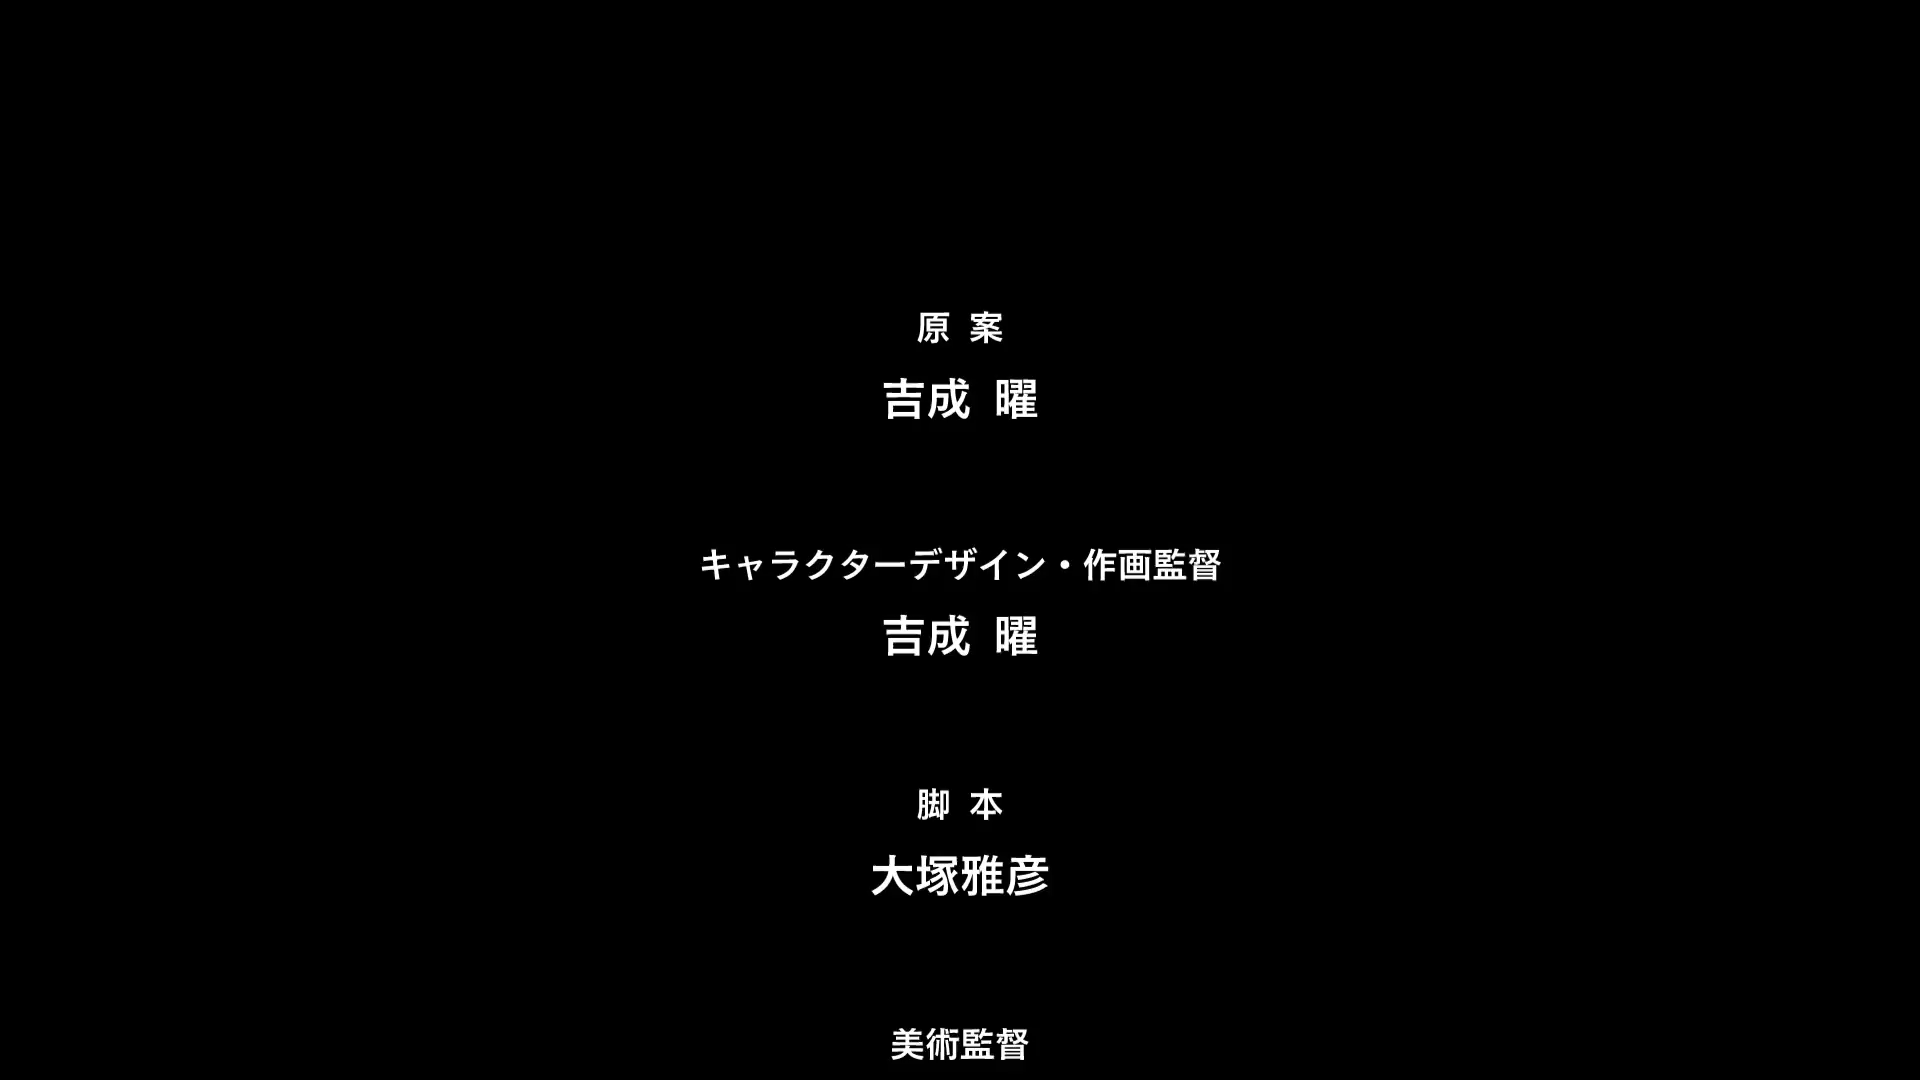 原 案
吉成 曜
キャラクターデザイン・作画監督
吉成 曜
脚 本
大塚雅彦
美術監督